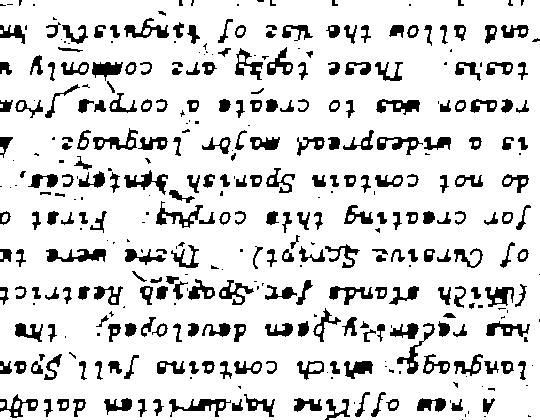 A new offline handwritten databa
language, which contains full Span
has recently been developed: the
(which stands for Spanish Restrict
of Cursive Script). There were tw
for creating this corpus. First o
do not contain Spanish sentences,
is a widespread major language. A
reason was to create a corpus from
tasks. These tasks are commonly u
and allow the use of linguistic kn